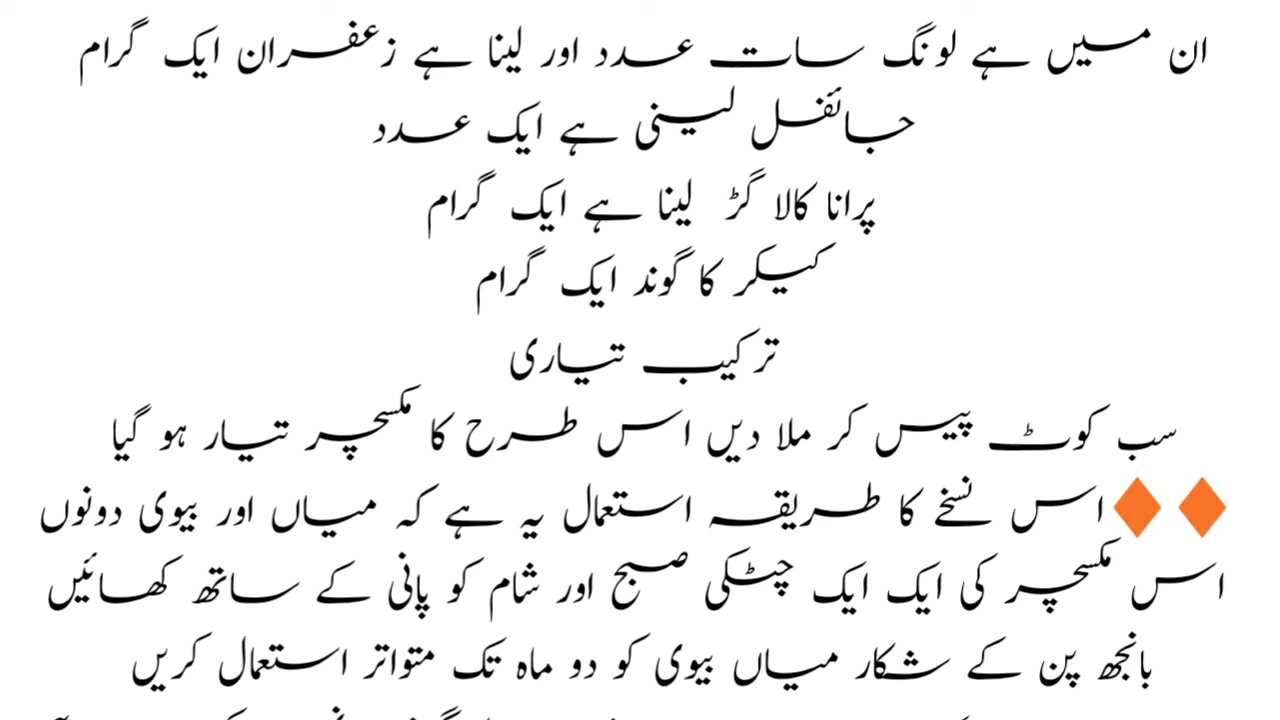 ان میں ہے لونگ سات عدد اور لینا ہے زعفران ایک گرام
جائفل لینی ہے ایک عدد
پرانا کالا گڑ لینا ہے ایک گرام
کیکر کا گوند ایک گرام
ترکیب تیاری
سب کوٹ پیس کر ملا دیں اس طرح کا مکسچر تیار ہو گیا
♦♦اس نسخے کا طریقہ استعمال یہ ہے کہ میاں اور بیوی دونوں
اس مکسچر کی ایک ایک چٹکی صبح اور شام کو پانی کے ساتھ کھائیں
بانجھ پن کے شکار میاں بیوی کو دو ماہ تک متواتر استعمال کریں